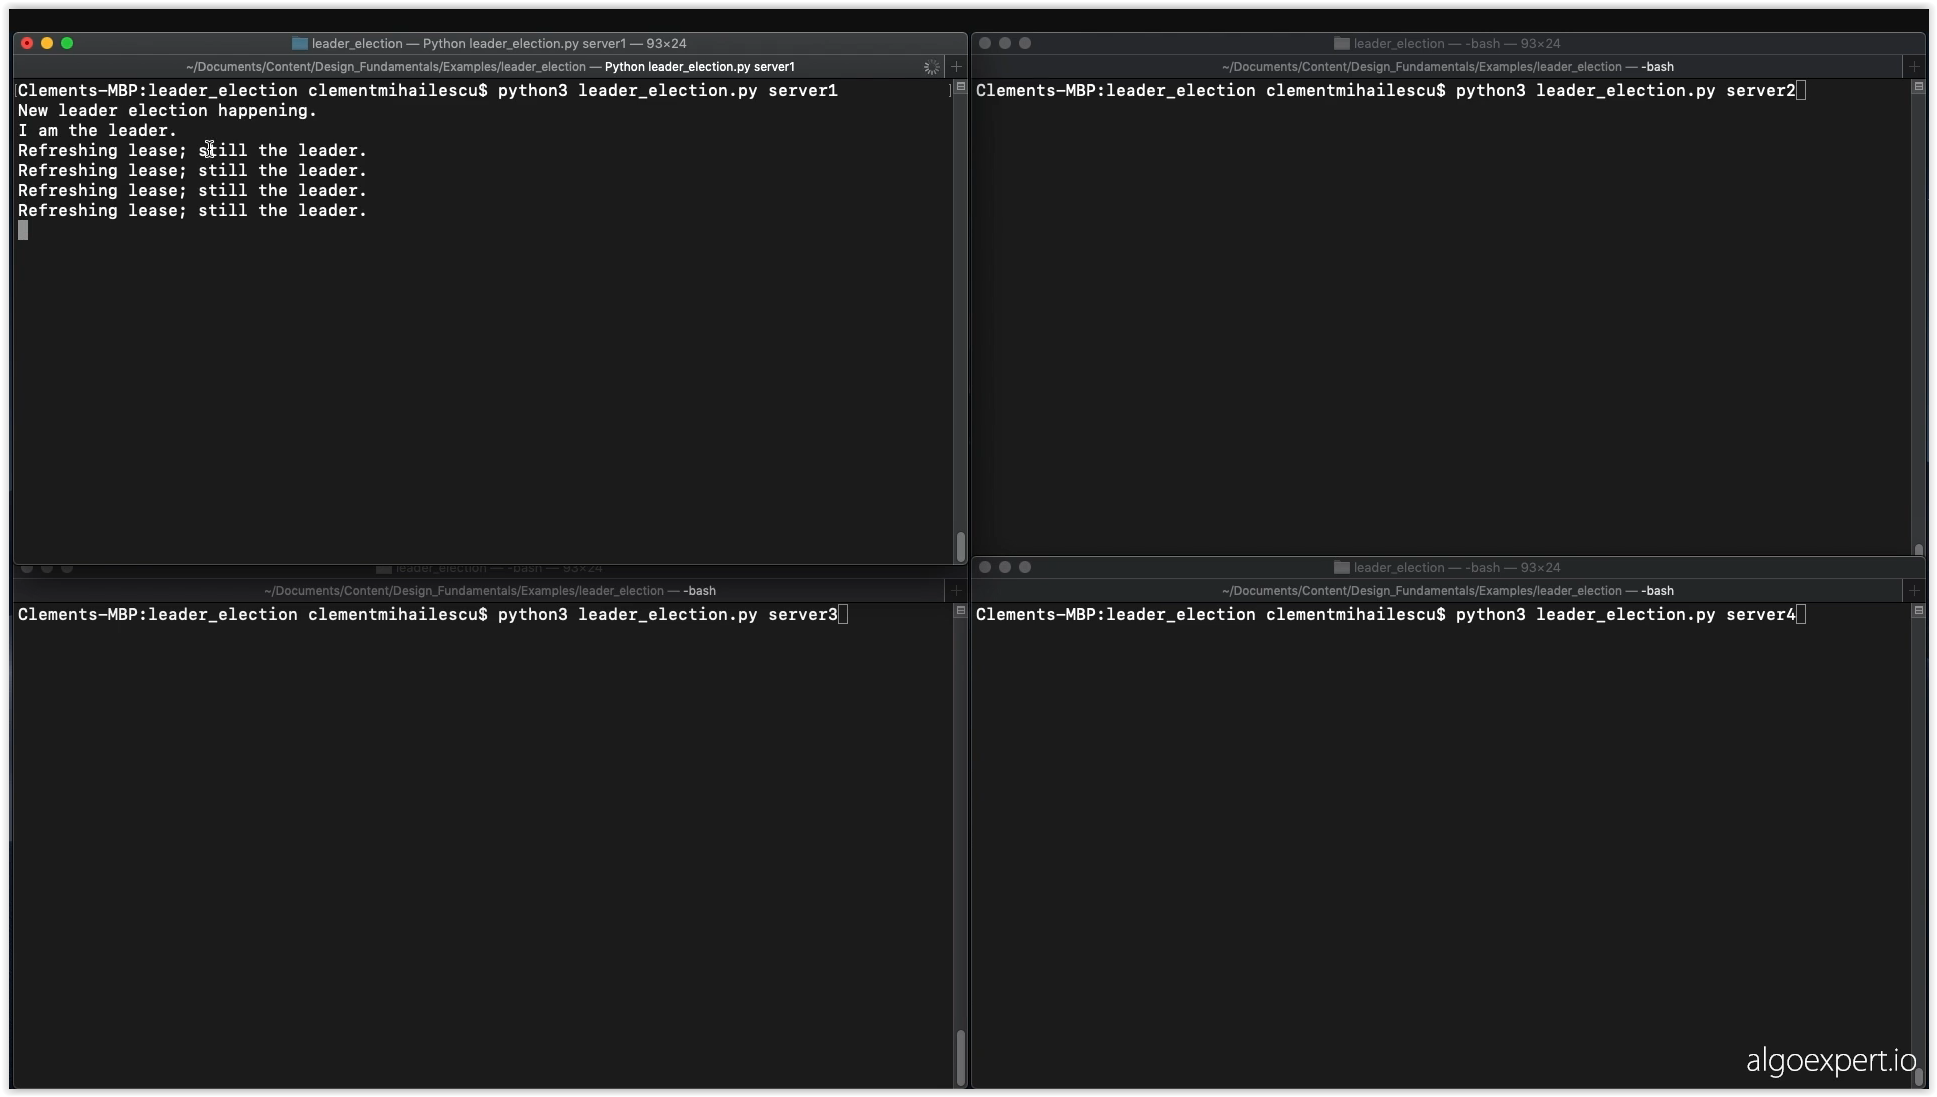 leader_election — Python leader_election.py server1 — 93×24
~/Documents/Content/Design_Fundamentals/Examples/leader_election — Python leader_election.py server1
Clements-MBP:leader_election clementmihailescu$ python3 leader_election.py server1
New leader election happening.
I am the leader.
Refreshing lease; still the leader.
Refreshing lease; still the leader.
Refreshing lease; still the leader.
Refreshing lease; still the leader.
leader_election — -bash — 93×24
~/Documents/Content/Design_Fundamentals/Examples/leader_election — -bash
Clements-MBP:leader_election clementmihailescu$ python3 leader_election.py server2
leader_election — -bash — 93×24
~/Documents/Content/Design_Fundamentals/Examples/leader_election — -bash
Clements-MBP:leader_election clementmihailescu$ python3 leader_election.py server3
leader_election — -bash — 93×24
~/Documents/Content/Design_Fundamentals/Examples/leader_election — -bash
Clements-MBP:leader_election clementmihailescu$ python3 leader_election.py server4
algoexpert.io